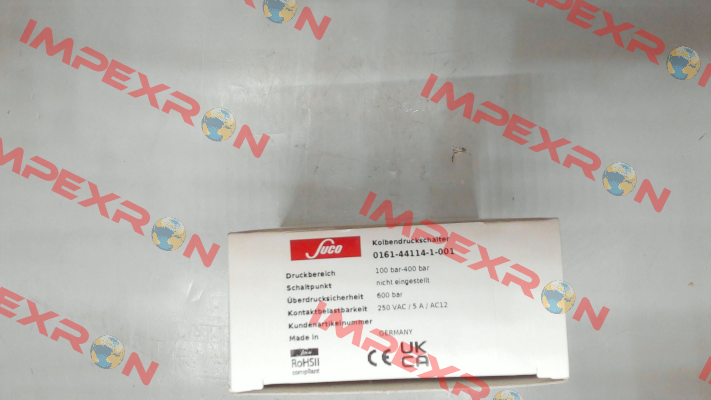 IMPEXRON
IMPEXRON
IMPEXRON
IMPEXRON
IMPEXRON
IMPEXRON
Suco
Kolbendruckschalter
0161-44114-1-001
Druckbereich 100 bar-400 bar
Schaltpunkt nicht eingestellt
Überdrucksicherheit 600 bar
Kontaktbelastbarkeit 250 VAC / 5 A / AC12
Kundenartikelnummer
Made in GERMANY
RoHSII
compliant
CE
UK
CA